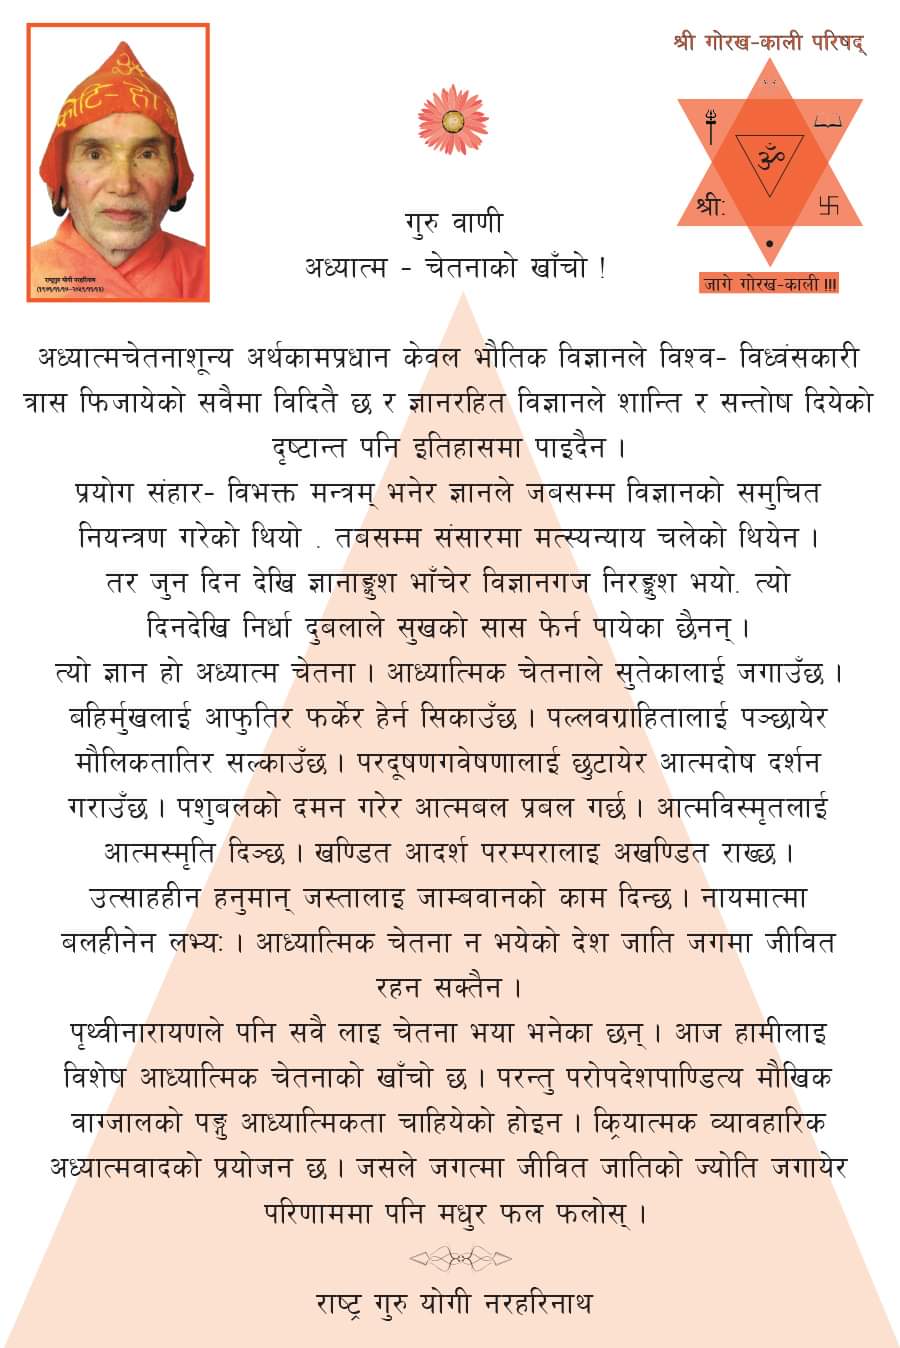 श्री गोरख-काली परिषद्
कोटि-हो
ॐ
श्री:
राष्ट्रगुरु योगी नरहरिनाथ
जागे गोरख-काली !!!
गुरु वाणी
अध्यात्म - चेतनाको खाँचो !
अध्यात्मचेतनाशून्य अर्थकामप्रधान केवल भौतिक विज्ञानले विश्व- विध्वंसकारी
त्रास फिजायेको सवैमा विदितै छ र ज्ञानरहित विज्ञानले शान्ति र सन्तोष दियेको
दृष्टान्त पनि इतिहासमा पाइदैन ।
प्रयोग संहार- विभक्त मन्त्रम् भनेर ज्ञानले जबसम्म विज्ञानको समुचित
नियन्त्रण गरेको थियो . तबसम्म संसारमा मत्स्यन्याय चलेको थियेन ।
तर जुन दिन देखि ज्ञानाङ्कुश भाँचेर विज्ञानगज निरङ्कुश भयो. त्यो
दिनदेखि निर्धा दुबलाले सुखको सास फेर्न पायेका छैनन् ।
त्यो ज्ञान हो अध्यात्म चेतना । आध्यात्मिक चेतनाले सुतेकालाई जगाउँछ ।
बहिर्मुखलाई आफुतिर फर्केर हेर्न सिकाउँछ । पल्लवग्राहितालाई पञ्छायेर
मौलिकतातिर सल्काउँछ । परदूषणगवेषणालाई छुटायेर आत्मदोष दर्शन
गराउँछ । पशुबलको दमन गरेर आत्मबल प्रबल गर्छ । आत्मविस्मृतलाई
आत्मस्मृति दिञ्छ । खण्डित आदर्श परम्परालाइ अखण्डित राख्छ ।
उत्साहहीन हनुमान् जस्तालाइ जाम्बवानको काम दिन्छ । नायमात्मा
बलहीनेन लभ्य: । आध्यात्मिक चेतना न भयेको देश जाति जगमा जीवित
रहन सक्तैन ।
पृथ्वीनारायणले पनि सवै लाइ चेतना भया भनेका छन् । आज हामीलाइ
विशेष आध्यात्मिक चेतनाको खाँचो छ । परन्तु परोपदेशपाण्डित्य मौखिक
वाग्जालको पङ्गु आध्यात्मिकता चाहियेको होइन । क्रियात्मक व्यावहारिक
अध्यात्मवादको प्रयोजन छ । जसले जगत्मा जीवित जातिको ज्योति जगायेर
परिणाममा पनि मधुर फल फलोस् ।
राष्ट्र गुरु योगी नरहरिनाथ